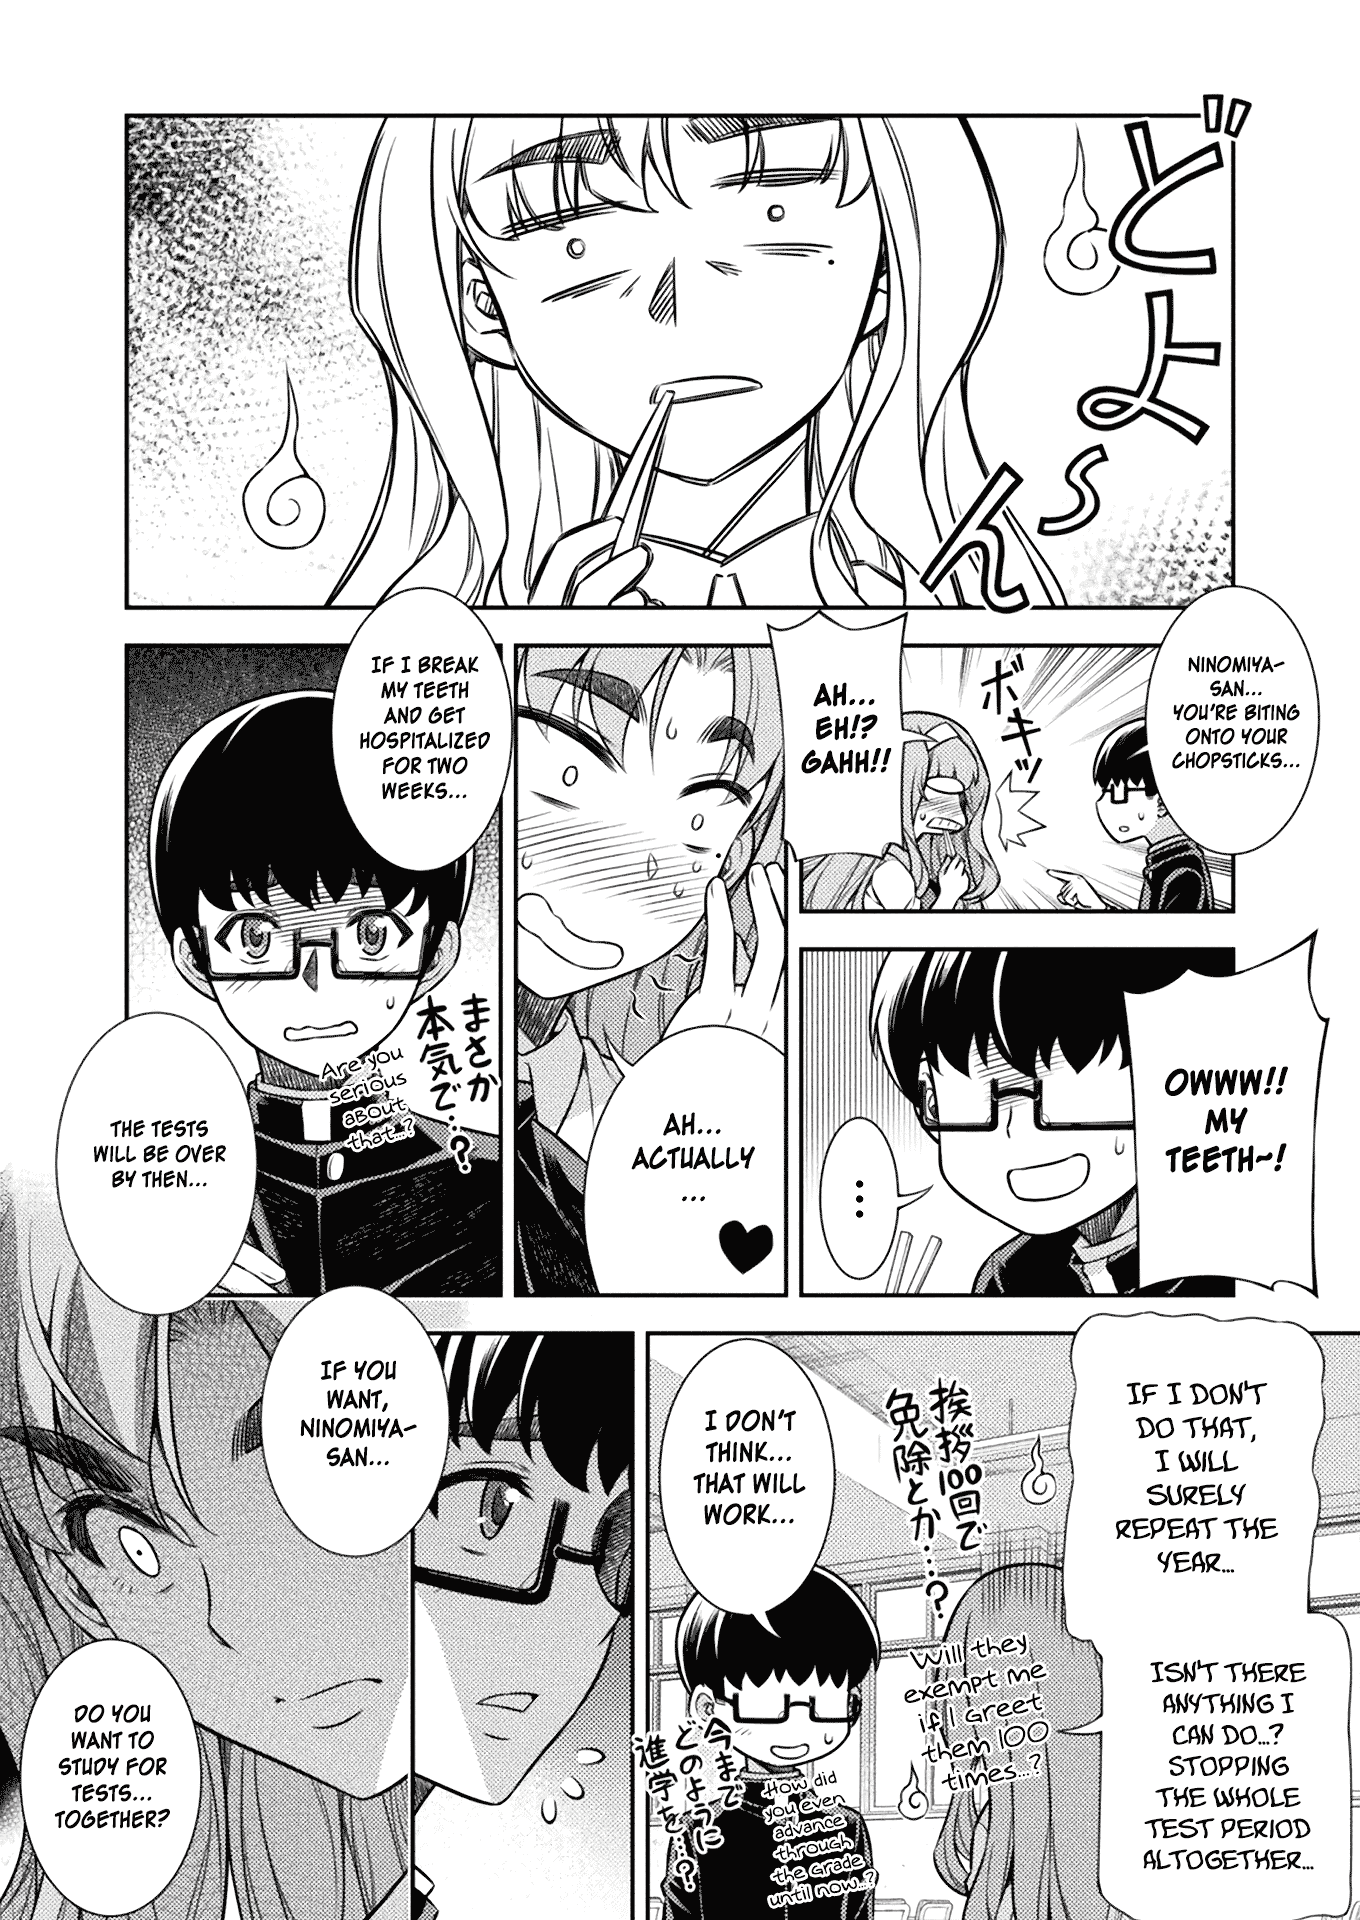 どよ～ん
NINOMIYA-
SAN...
YOU'RE BITING
ONTO YOUR
CHOPSTICKS...
ボキッ
AH...
EH!?
GAHH!!
OWWW!!
MY
TEETH~!
...
AH...
ACTUALLY
...
IF I BREAK
MY TEETH
AND GET
HOSPITALIZED
FOR TWO
WEEKS...
まさか
本気で…?
Are you
serious
about
that...?
THE TESTS
WILL BE OVER
BY THEN...
IF I DON'T
DO THAT,
I WILL
SURELY
REPEAT THE
YEAR...
ISN'T THERE
ANYTHING I
CAN DO...?
STOPPING
THE WHOLE
TEST PERIOD
ALTOGETHER...
挨拶100回で
免除とか…?
Will they
exempt me
if I greet
them 100
times...?
I DON'T
THINK...
THAT WILL
WORK...
今まで
どのように
進学を…?
How did
you even
advance
through
the grade
until now...?
IF YOU
WANT,
NINOMIYA-
SAN...
DO YOU
WANT TO
STUDY FOR
TESTS...
...TOGETHER?